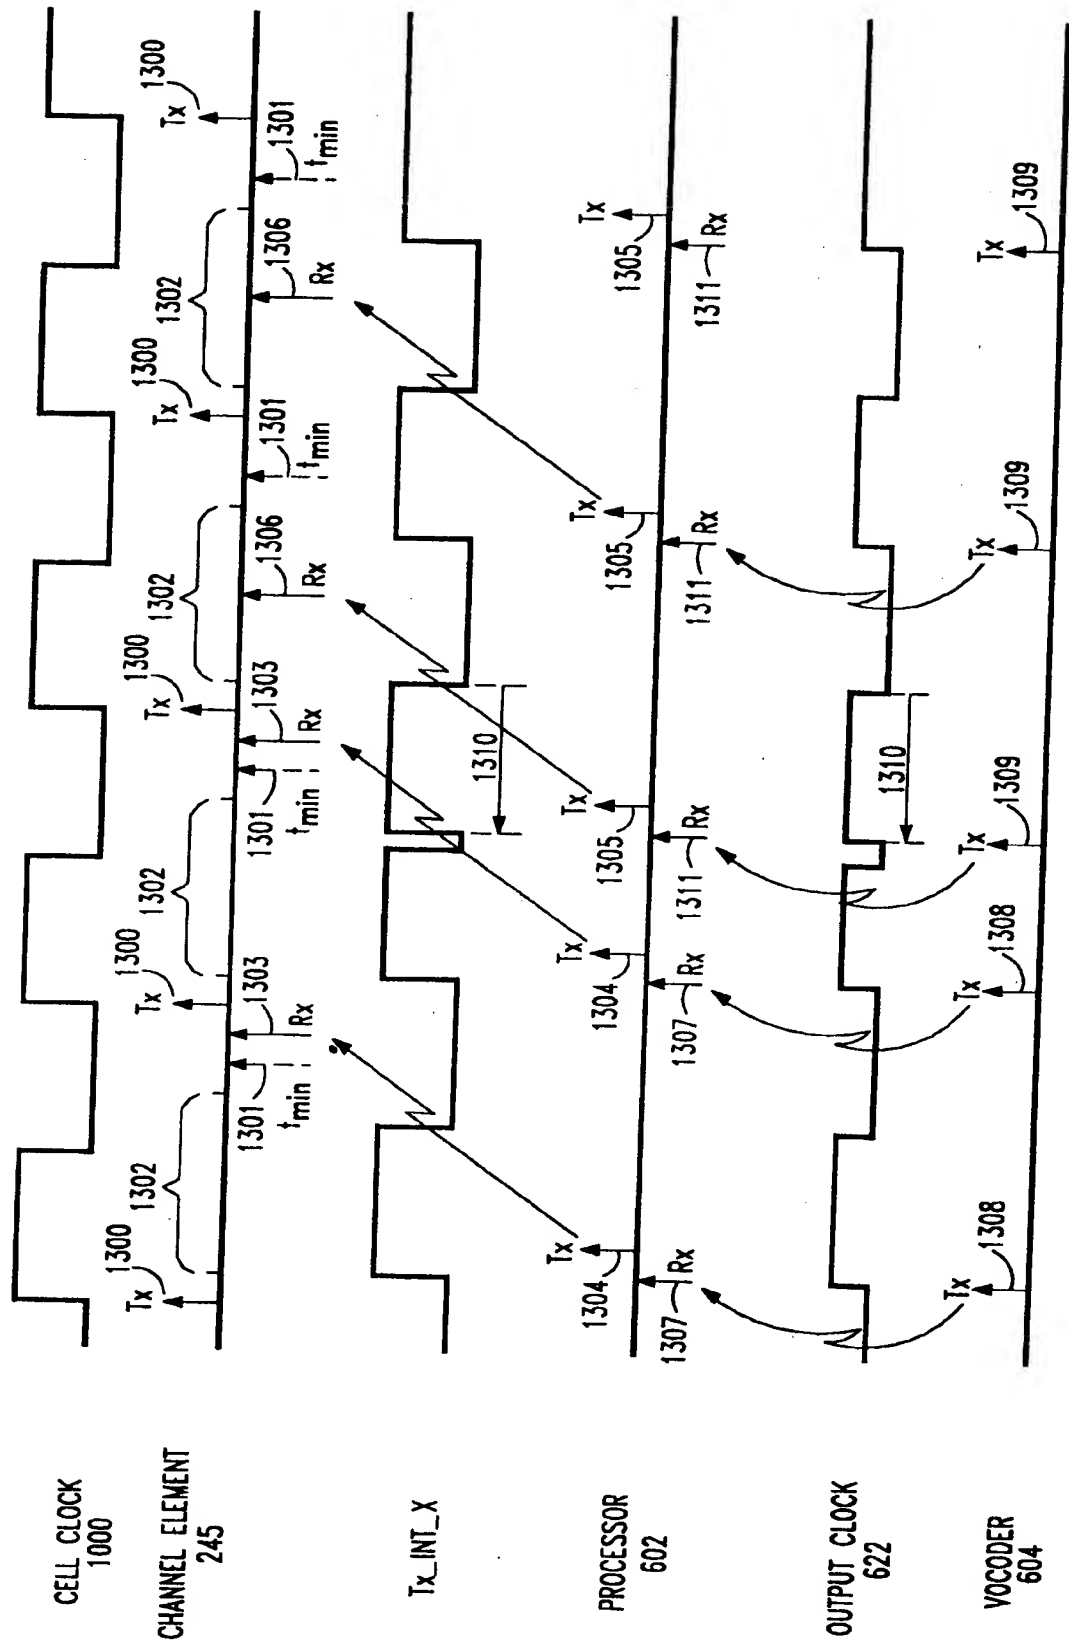 CELL CLOCK
1000
CHANNEL ELEMENT
245
1300
Tx
1302
1301
tmin
1303
Rx
1300
Tx
1302
1301
tmin
1303
Rx
1300
Tx
1302
1306
Rx
1301
tmin
1300
Tx
1302
1306
Rx
1301
tmin
1300
Tx
Tx_INT_X
1310
PROCESSOR
602
Tx
1304
1307
Rx
Tx
1304
1307
Rx
Tx
1305
1311
Rx
Tx
1305
1311
Rx
Tx
1305
1311
Rx
OUTPUT CLOCK
622
1310
VOCODER
604
Tx
1308
Tx
1308
Tx
1309
Tx
1309
Tx
1309